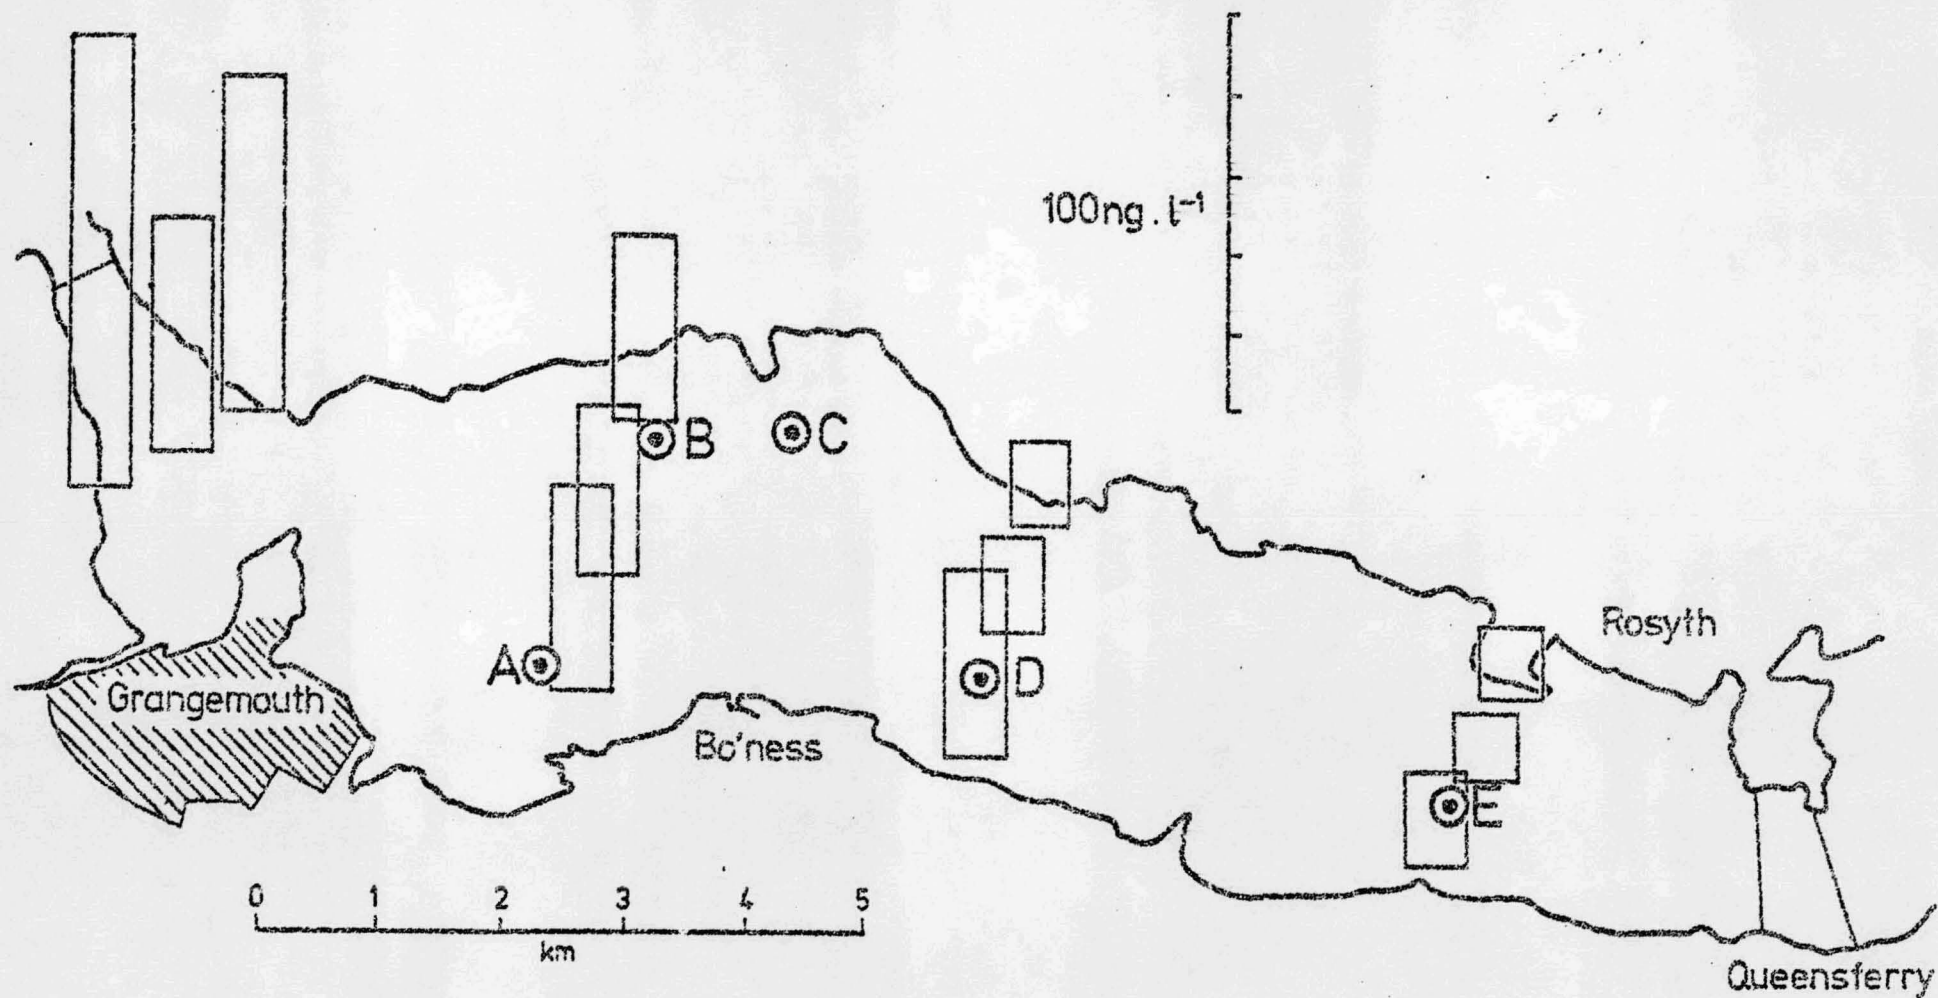 100ng.l⁻¹
B
C
A
D
Rosyth
Grangemouth
Bo'ness
E
0 1 2 3 4 5
km
Queensferry